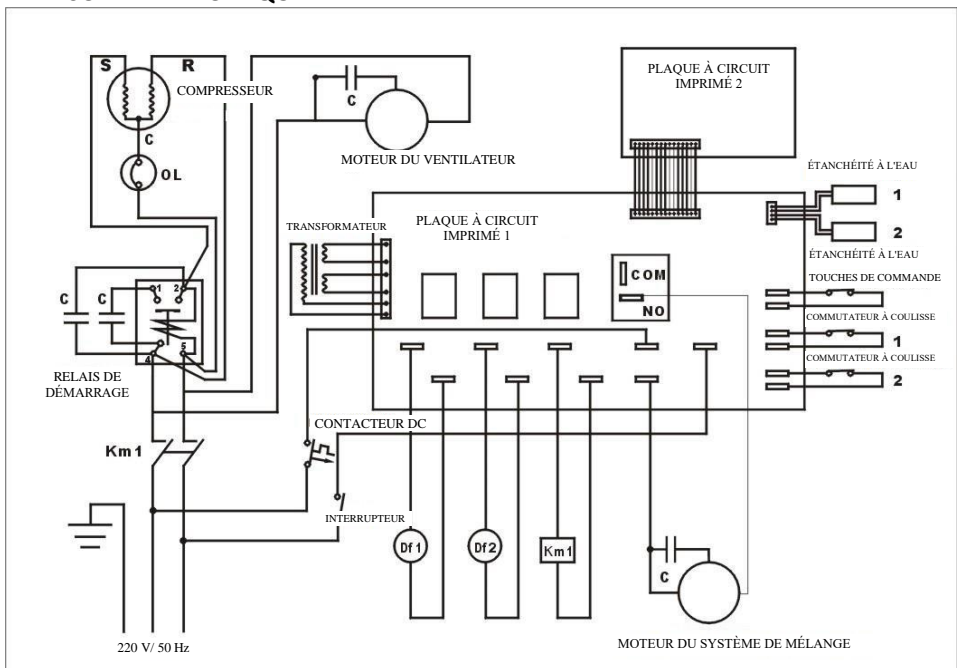 S
R
COMPRESSEUR
C
OL
C
MOTEUR DU VENTILATEUR
PLAQUE À CIRCUIT
IMPRIMÉ 2
ÉTANCHÉITÉ À L'EAU
1
2
ÉTANCHÉITÉ À L'EAU
TRANSFORMATEUR
PLAQUE À CIRCUIT
IMPRIMÉ 1
COM
NO
TOUCHES DE COMMANDE
COMMUTATEUR À COULISSE
1
COMMUTATEUR À COULISSE
2
C
C
1
2
4
5
RELAIS DE
DÉMARRAGE
Km1
CONTACTEUR DC
INTERRUPTEUR
Df1
Df2
Km1
C
MOTEUR DU SYSTÈME DE MÉLANGE
220 V/ 50 Hz